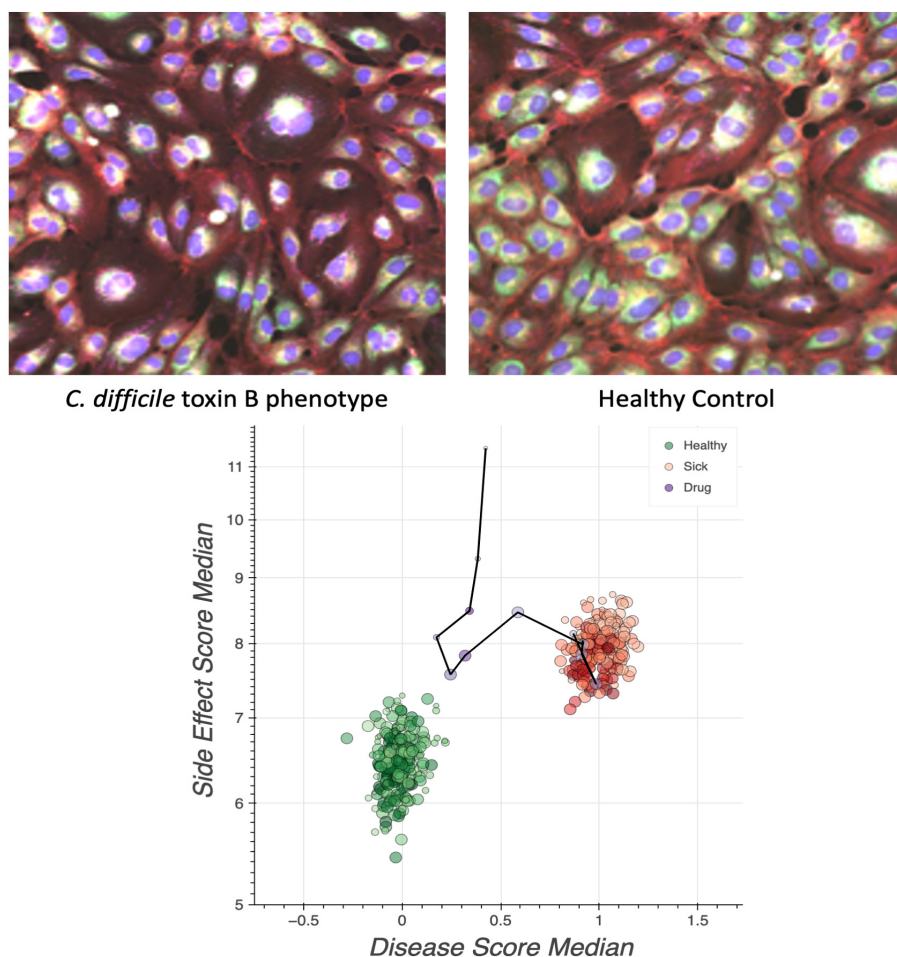 C. difficile toxin B phenotype
Healthy Control
Healthy
Sick
Drug
Side Effect Score Median
11
10
9
8
7
6
5
−0.5
0
0.5
1
1.5
Disease Score Median